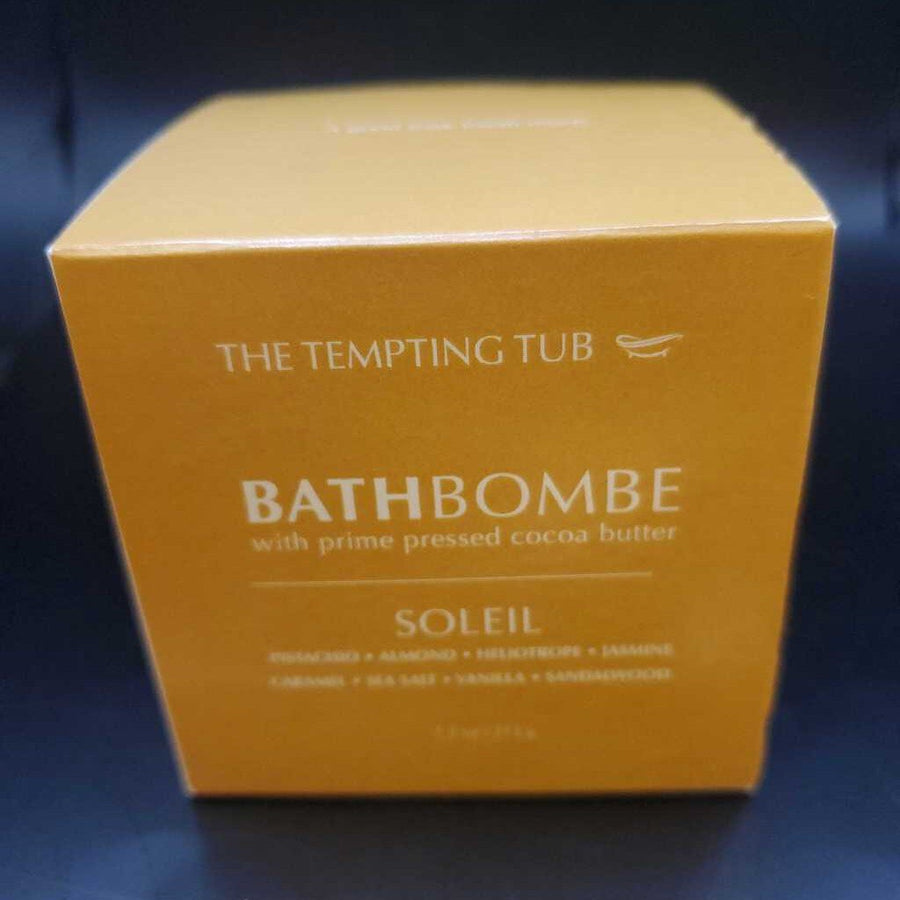 THE TEMPTING TUB
BATHBOMBE
with prime pressed cocoa butter
SOLEIL
PISTACHIO • ALMOND • HELIOTROPE • JASMINE
CARAMEL • SEA SALT • VANILLA • SANDALWOOD